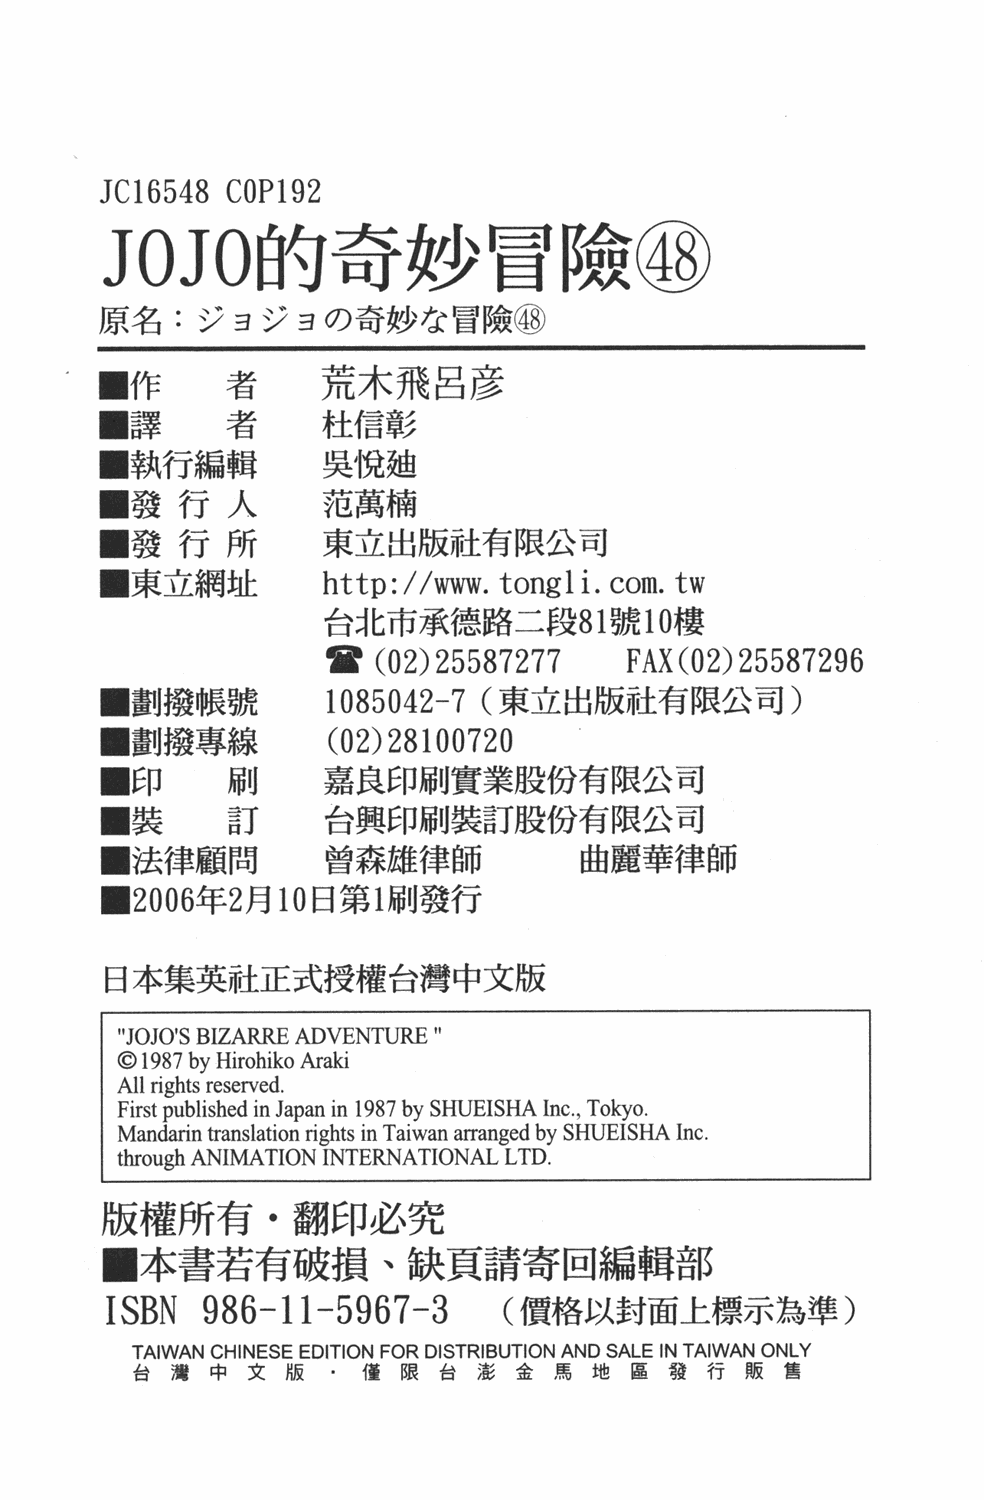 JC16548 C0P192
JOJO的奇妙冒險㊽
原名：ジョジョの奇妙な冒險㊽
■作者 荒木飛呂彦
■譯者 杜信彰
■執行編輯 吳悅廸
■發行人 范萬楠
■發行所 東立出版社有限公司
■東立網址 http://www.tongli.com.tw
台北市承德路二段81號10樓
☎(02)25587277 FAX(02)25587296
■劃撥帳號 1085042-7（東立出版社有限公司）
■劃撥專線 (02)28100720
■印刷 嘉良印刷實業股份有限公司
■裝訂 台興印刷裝訂股份有限公司
■法律顧問 曾森雄律師 曲麗華律師
■2006年2月10日第1刷發行
日本集英社正式授權台灣中文版
"JOJO'S BIZARRE ADVENTURE "
©1987 by Hirohiko Araki
All rights reserved.
First published in Japan in 1987 by SHUEISHA Inc., Tokyo.
Mandarin translation rights in Taiwan arranged by SHUEISHA Inc.
through ANIMATION INTERNATIONAL LTD.
版權所有・翻印必究
■本書若有破損、缺頁請寄回編輯部
ISBN 986-11-5967-3 （價格以封面上標示為準）
TAIWAN CHINESE EDITION FOR DISTRIBUTION AND SALE IN TAIWAN ONLY
台灣中文版・僅限台澎金馬地區發行販售